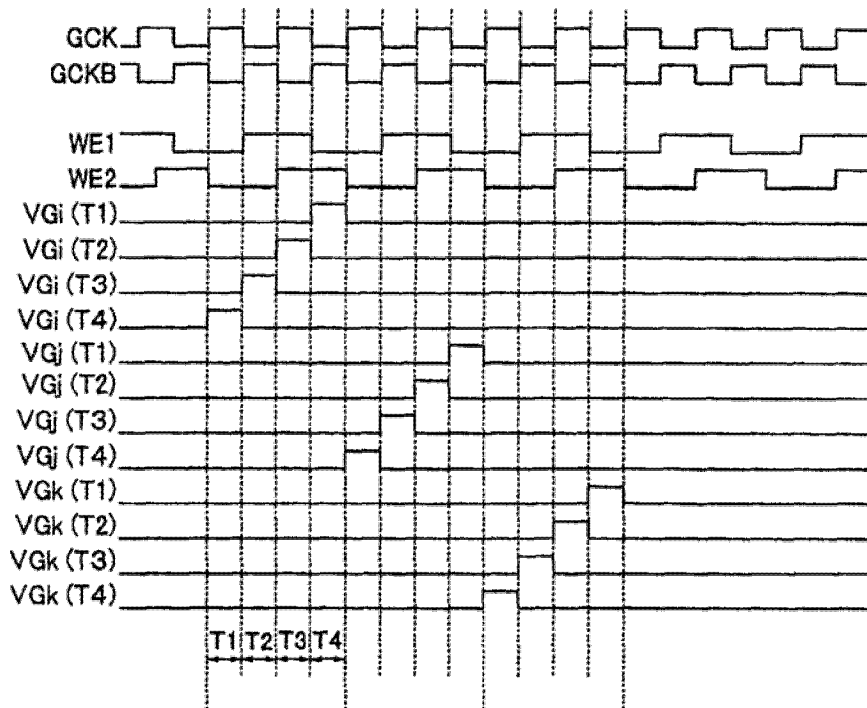 GCK
GCKB
WE1
WE2
VGi (T1)
VGi (T2)
VGi (T3)
VGi (T4)
VGj (T1)
VGj (T2)
VGj (T3)
VGj (T4)
VGk (T1)
VGk (T2)
VGk (T3)
VGk (T4)
T1 T2 T3 T4